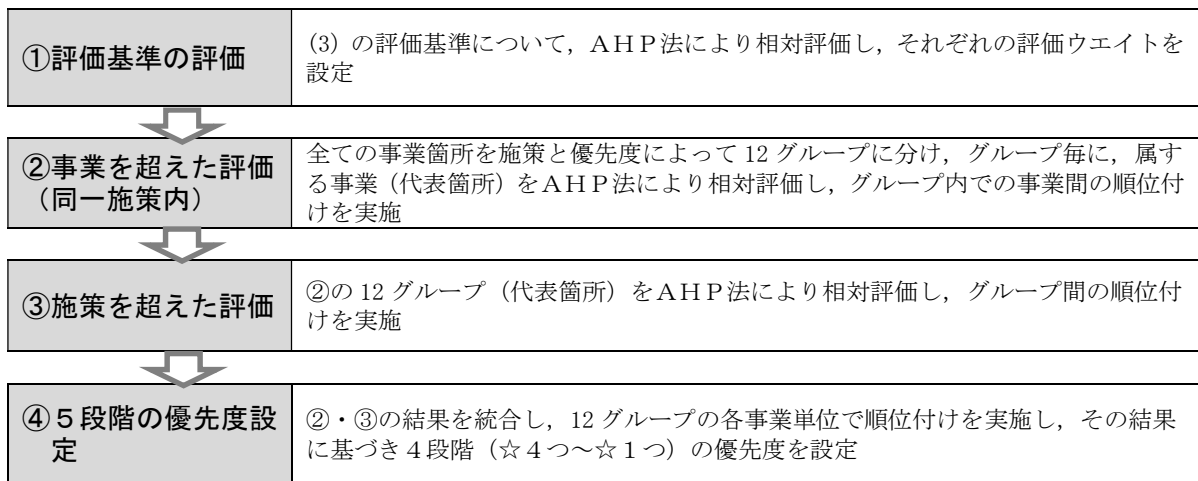 ①評価基準の評価
(3) の評価基準について，ＡＨＰ法により相対評価し，それぞれの評価ウエイトを
設定
②事業を超えた評価
（同一施策内）
全ての事業箇所を施策と優先度によって 12 グループに分け，グループ毎に，属す
る事業（代表箇所）をＡＨＰ法により相対評価し，グループ内での事業間の順位付
けを実施
③施策を超えた評価
②の 12 グループ（代表箇所）をＡＨＰ法により相対評価し，グループ間の順位付
けを実施
④５段階の優先度設
定
②・③の結果を統合し，12 グループの各事業単位で順位付けを実施し，その結果
に基づき４段階（☆４つ～☆１つ）の優先度を設定